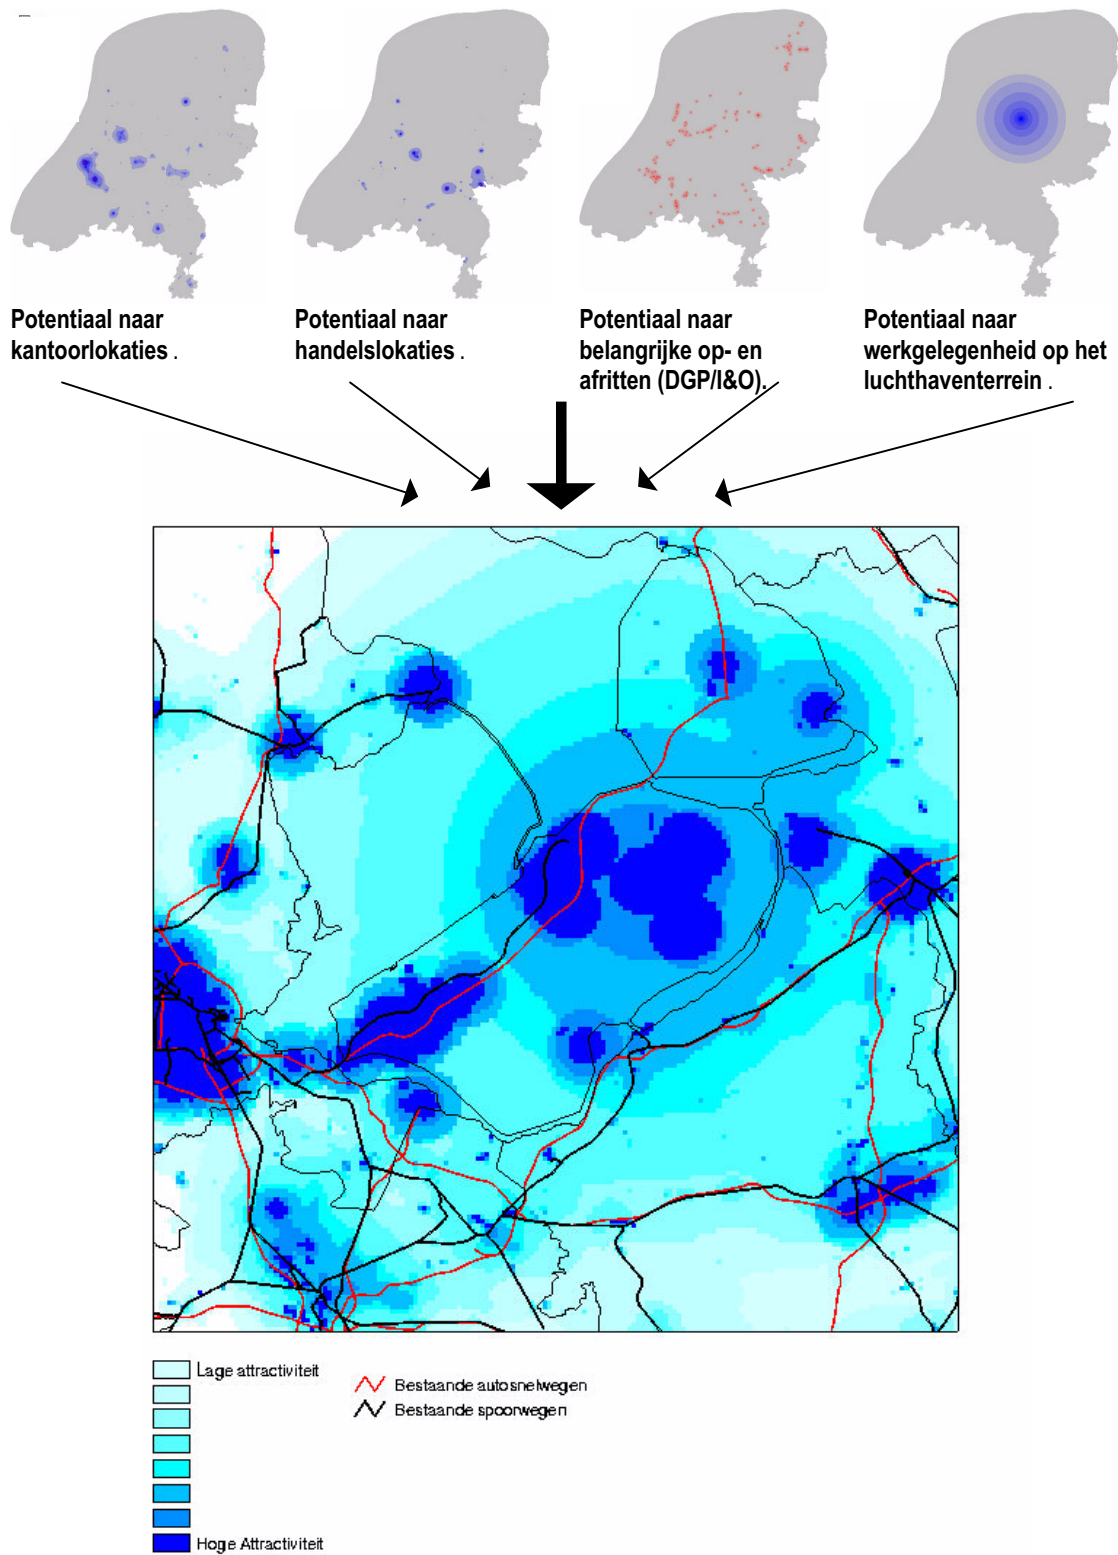 Potentiaal naar
kantoorlokaties .
Potentiaal naar
handelslokaties .
Potentiaal naar
belangrijke op- en
afritten (DGP/I&O).
Potentiaal naar
werkgelegenheid op het
luchthaventerrein .
Lage attractiviteit
Hoge Attractiviteit
Bestaande autosnelwegen
Bestaande spoorwegen